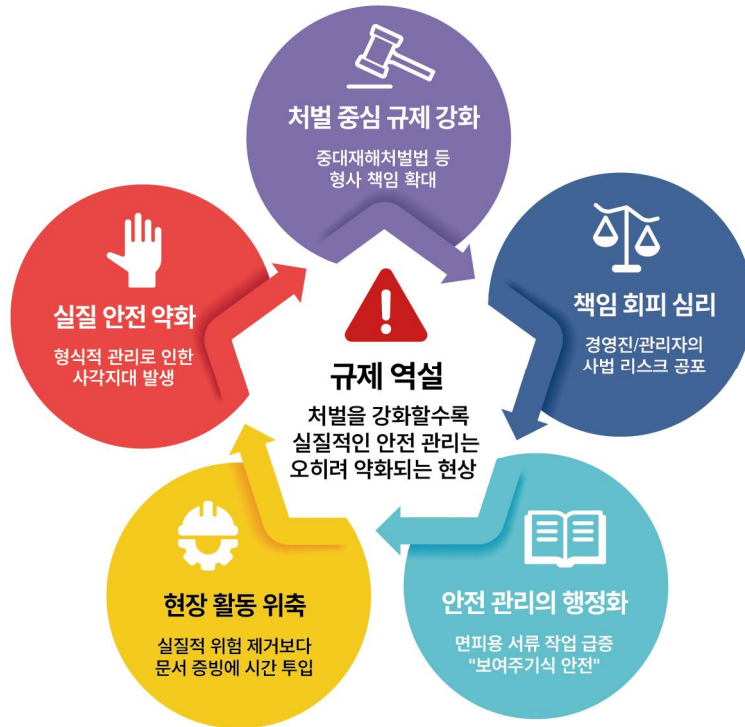 처벌 중심 규제 강화
중대재해처벌법 등
형사 책임 확대
책임 회피 심리
경영진/관리자의
사법 리스크 공포
안전 관리의 행정화
면피용 서류 작업 급증
"보여주기식 안전"
현장 활동 위축
실질적 위험 제거보다
문서 증빙에 시간 투입
실질 안전 약화
형식적 관리로 인한
사각지대 발생
규제 역설
처벌을 강화할수록
실질적인 안전 관리는
오히려 약화되는 현상